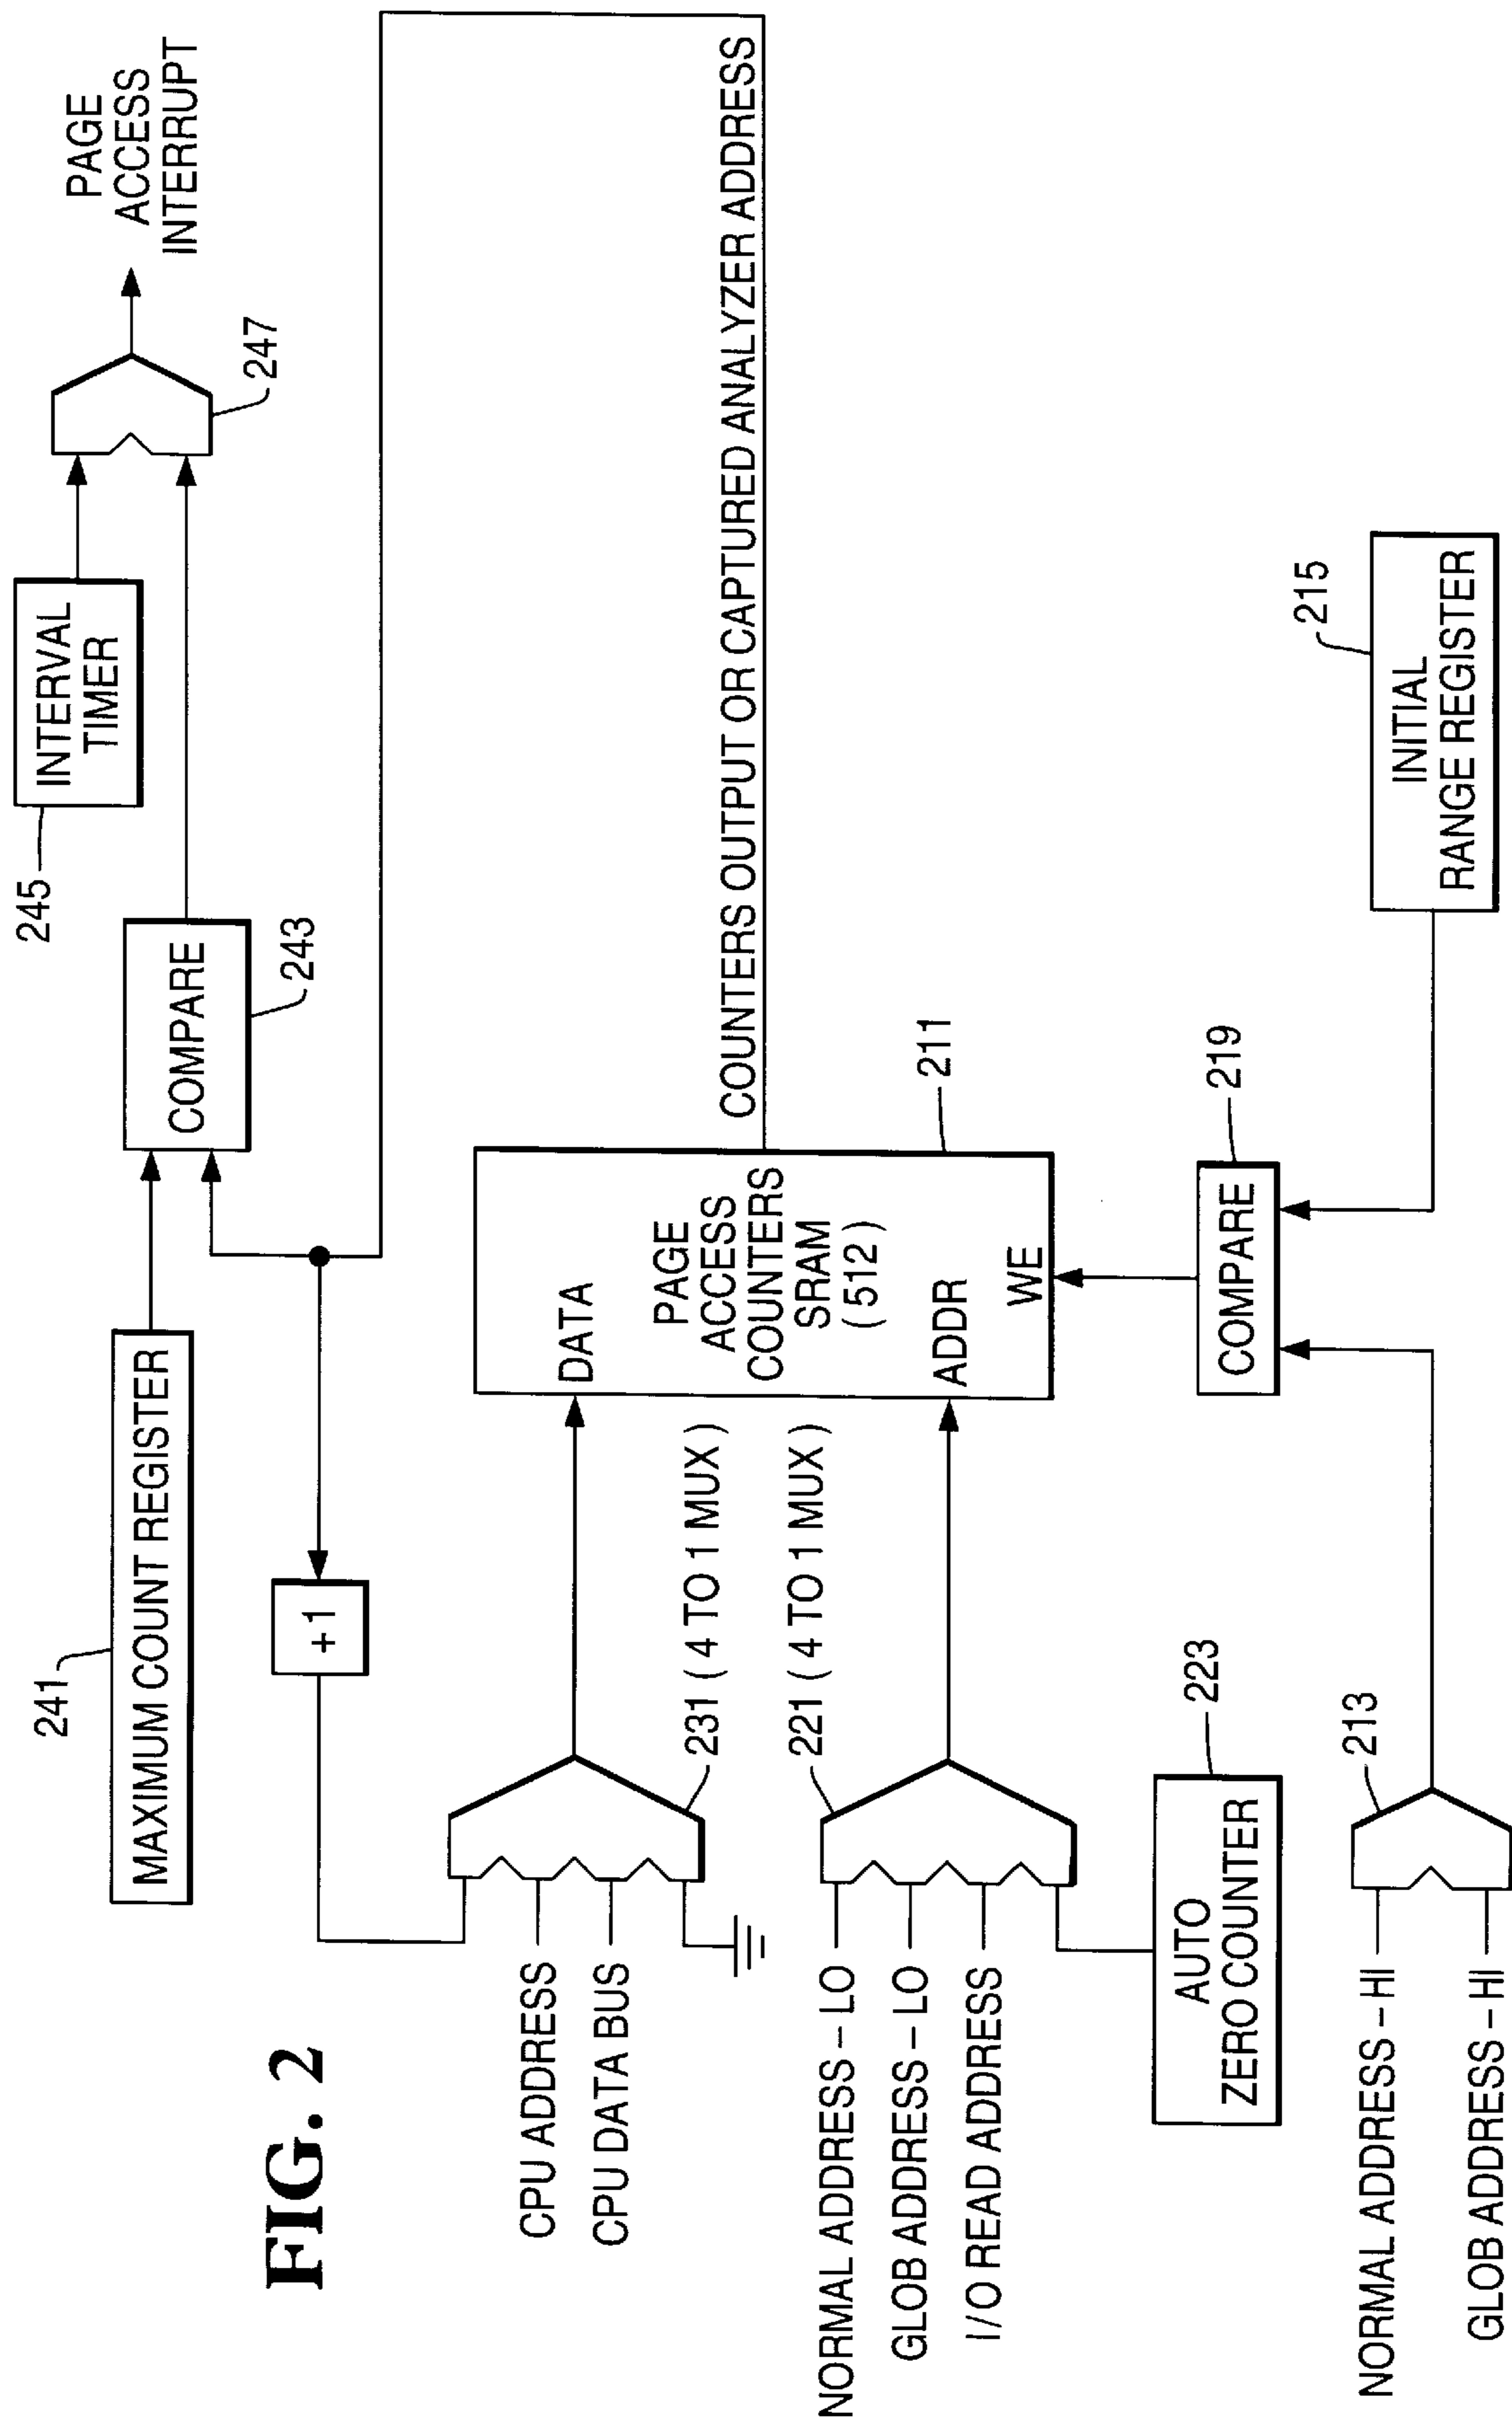 FIG. 2
241
MAXIMUM COUNT REGISTER
+1
COMPARE
243
245
INTERVAL
TIMER
247
PAGE
ACCESS
INTERRUPT
CPU ADDRESS
CPU DATA BUS
231 ( 4 TO 1 MUX )
DATA
PAGE
ACCESS
COUNTERS
SRAM
( 512 )
ADDR
WE
211
COUNTERS OUTPUT OR CAPTURED ANALYZER ADDRESS
NORMAL ADDRESS – LO
GLOB ADDRESS – LO
I/O READ ADDRESS
221 ( 4 TO 1 MUX )
AUTO
ZERO COUNTER
223
COMPARE
219
NORMAL ADDRESS – HI
GLOB ADDRESS – HI
213
INITIAL
RANGE REGISTER
215